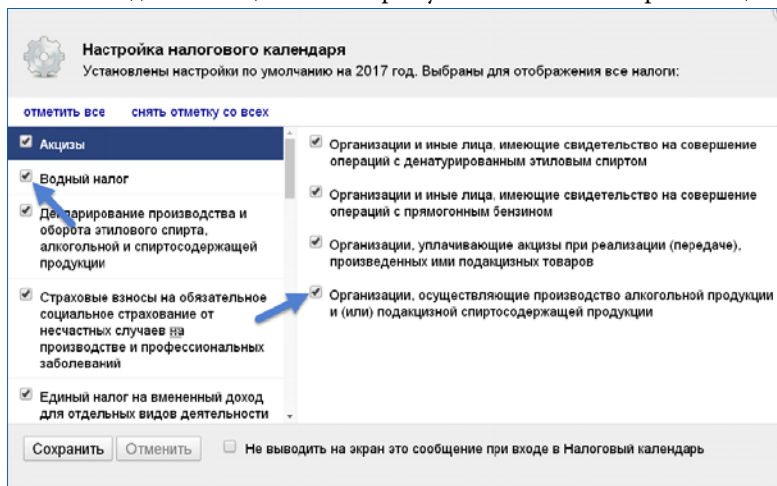 Настройка налогового календаря
Установлены настройки по умолчанию на 2017 год. Выбраны для отображения все налоги:
отметить все снять отметку со всех
Акцизы
Водный налог
Декларирование производства и
оборота этилового спирта,
алкогольной и спиртосодержащей
продукции
Страховые взносы на обязательное
социальное страхование от
несчастных случаев на
производстве и профессиональных
заболеваний
Единый налог на вмененный доход
для отдельных видов деятельности
Организации и иные лица, имеющие свидетельство на совершение
операций с денатурированным этиловым спиртом
Организации и иные лица, имеющие свидетельство на совершение
операций с прямогонным бензином
Организации, уплачивающие акцизы при реализации (передаче),
произведенных ими подакцизных товаров
Организации, осуществляющие производство алкогольной продукции
и (или) подакцизной спиртосодержащей продукции
Сохранить Отменить Не выводить на экран это сообщение при входе в Налоговый календарь